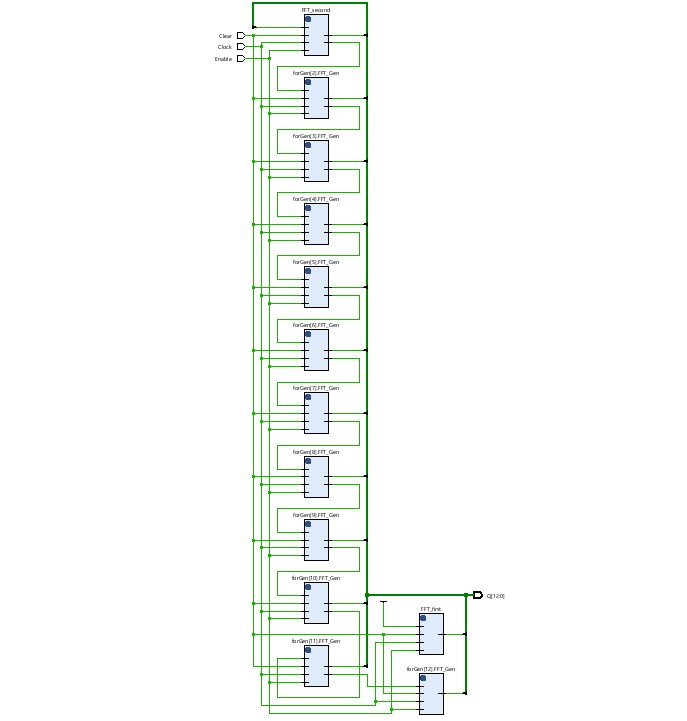 FFT_second
Clear
Clock
Enable
forGen[2].FFT_Gen
forGen[3].FFT_Gen
forGen[4].FFT_Gen
forGen[5].FFT_Gen
forGen[6].FFT_Gen
forGen[7].FFT_Gen
forGen[8].FFT_Gen
forGen[9].FFT_Gen
forGen[10].FFT_Gen
Q[12:0]
FFT_first
forGen[11].FFT_Gen
forGen[12].FFT_Gen